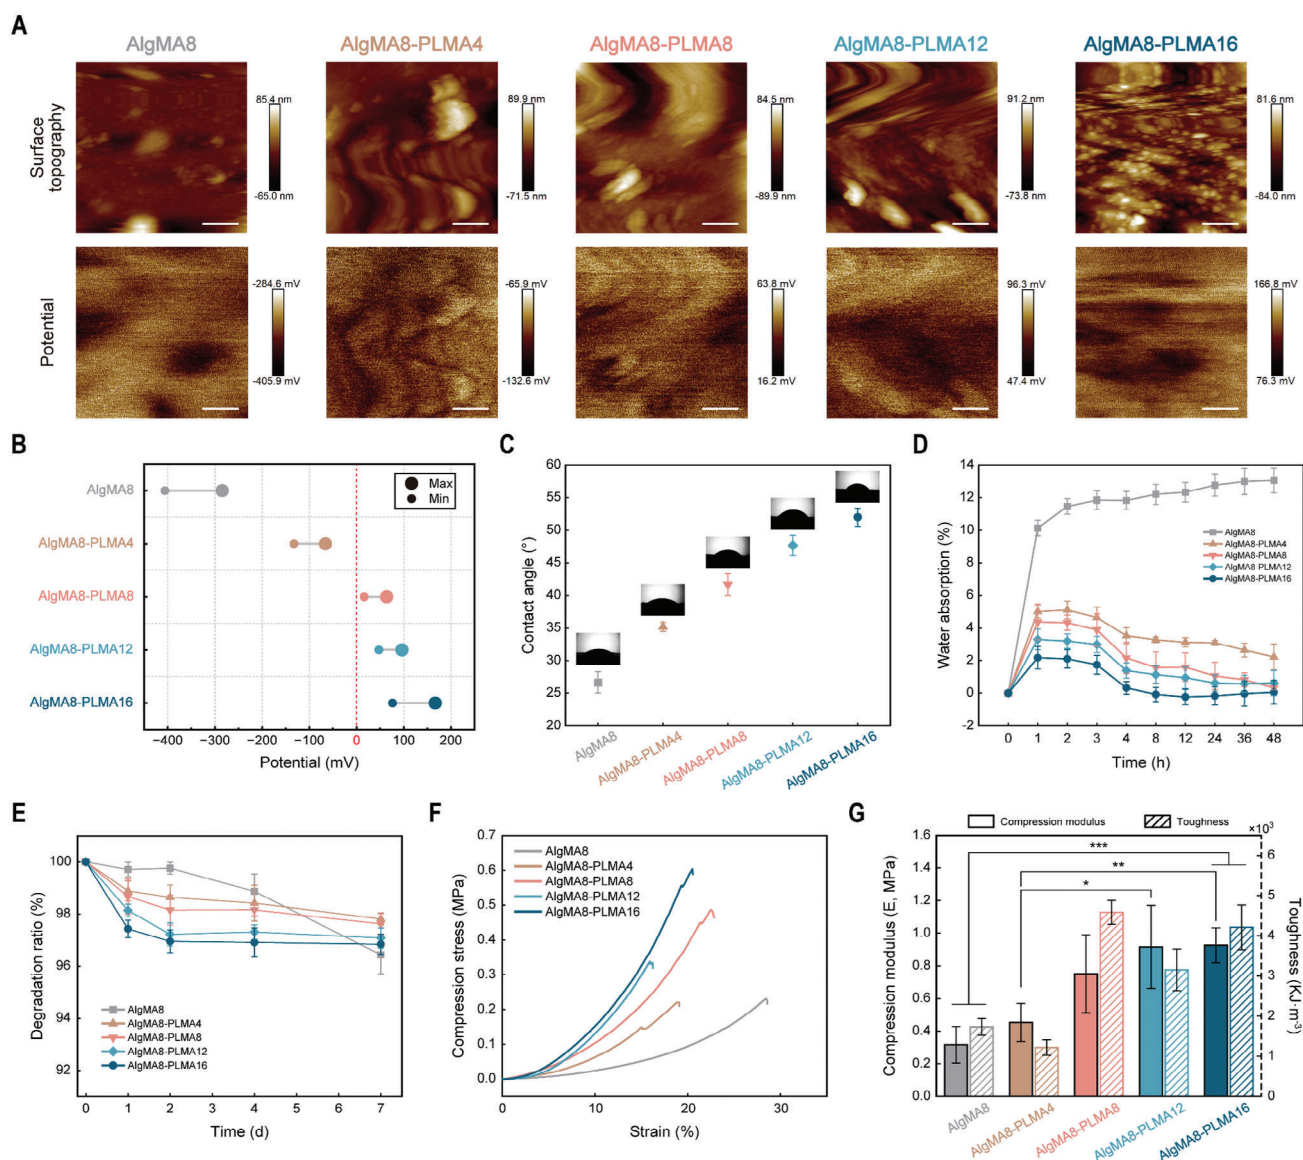 A
AlgMA8
AlgMA8-PLMA4
AlgMA8-PLMA8
AlgMA8-PLMA12
AlgMA8-PLMA16
Surface
topography
85.4 nm
-65.0 nm
89.9 nm
-71.5 nm
84.5 nm
-89.9 nm
91.2 nm
-73.8 nm
81.6 nm
-84.0 nm
Potential
-284.6 mV
-405.9 mV
-65.9 mV
-132.6 mV
63.8 mV
16.2 mV
96.3 mV
47.4 mV
166.8 mV
76.3 mV
B
AlgMA8
AlgMA8-PLMA4
AlgMA8-PLMA8
AlgMA8-PLMA12
AlgMA8-PLMA16
Max
Min
−400 −300 −200 −100 0 100 200
Potential (mV)
C
Contact angle (°)
60
55
50
45
40
35
30
25
20
AlgMA8
AlgMA8-PLMA4
AlgMA8-PLMA8
AlgMA8-PLMA12
AlgMA8-PLMA16
D
Water absorption (%)
14
12
10
8
6
4
2
0
-2
AlgMA8
AlgMA8-PLMA4
AlgMA8-PLMA8
AlgMA8-PLMA12
AlgMA8-PLMA16
0 1 2 3 4 8 12 24 36 48
Time (h)
E
Degradation ratio (%)
100
98
96
94
92
AlgMA8
AlgMA8-PLMA4
AlgMA8-PLMA8
AlgMA8-PLMA12
AlgMA8-PLMA16
0 1 2 3 4 5 6 7
Time (d)
F
Compression stress (MPa)
0.7
0.6
0.5
0.4
0.3
0.2
0.1
0.0
AlgMA8
AlgMA8-PLMA4
AlgMA8-PLMA8
AlgMA8-PLMA12
AlgMA8-PLMA16
0 10 20 30
Strain (%)
G
Compression modulus
Toughness
×10³
Compression modulus (E, MPa)
1.6
1.4
1.2
1.0
0.8
0.6
0.4
0.2
0.0
***
**
*
6
5
4
3
2
1
0
Toughness (KJ·m⁻³)
AlgMA8
AlgMA8-PLMA4
AlgMA8-PLMA8
AlgMA8-PLMA12
AlgMA8-PLMA16